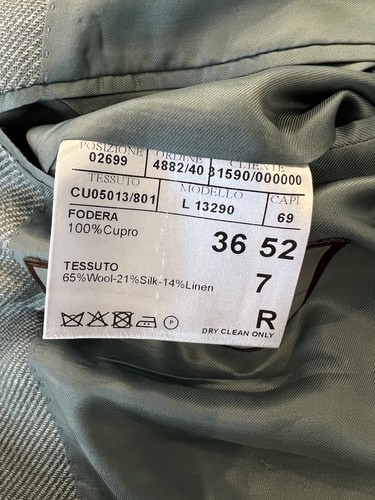 POSIZIONE ORDINE CLIENTE
02699 4882/40 31590/000000
TESSUTO MODELLO CAPI
CU05013/801 L 13290 69
FODERA
100%Cupro
36 52
TESSUTO
65%Wool-21%Silk-14%Linen
7
R
P
DRY CLEAN ONLY